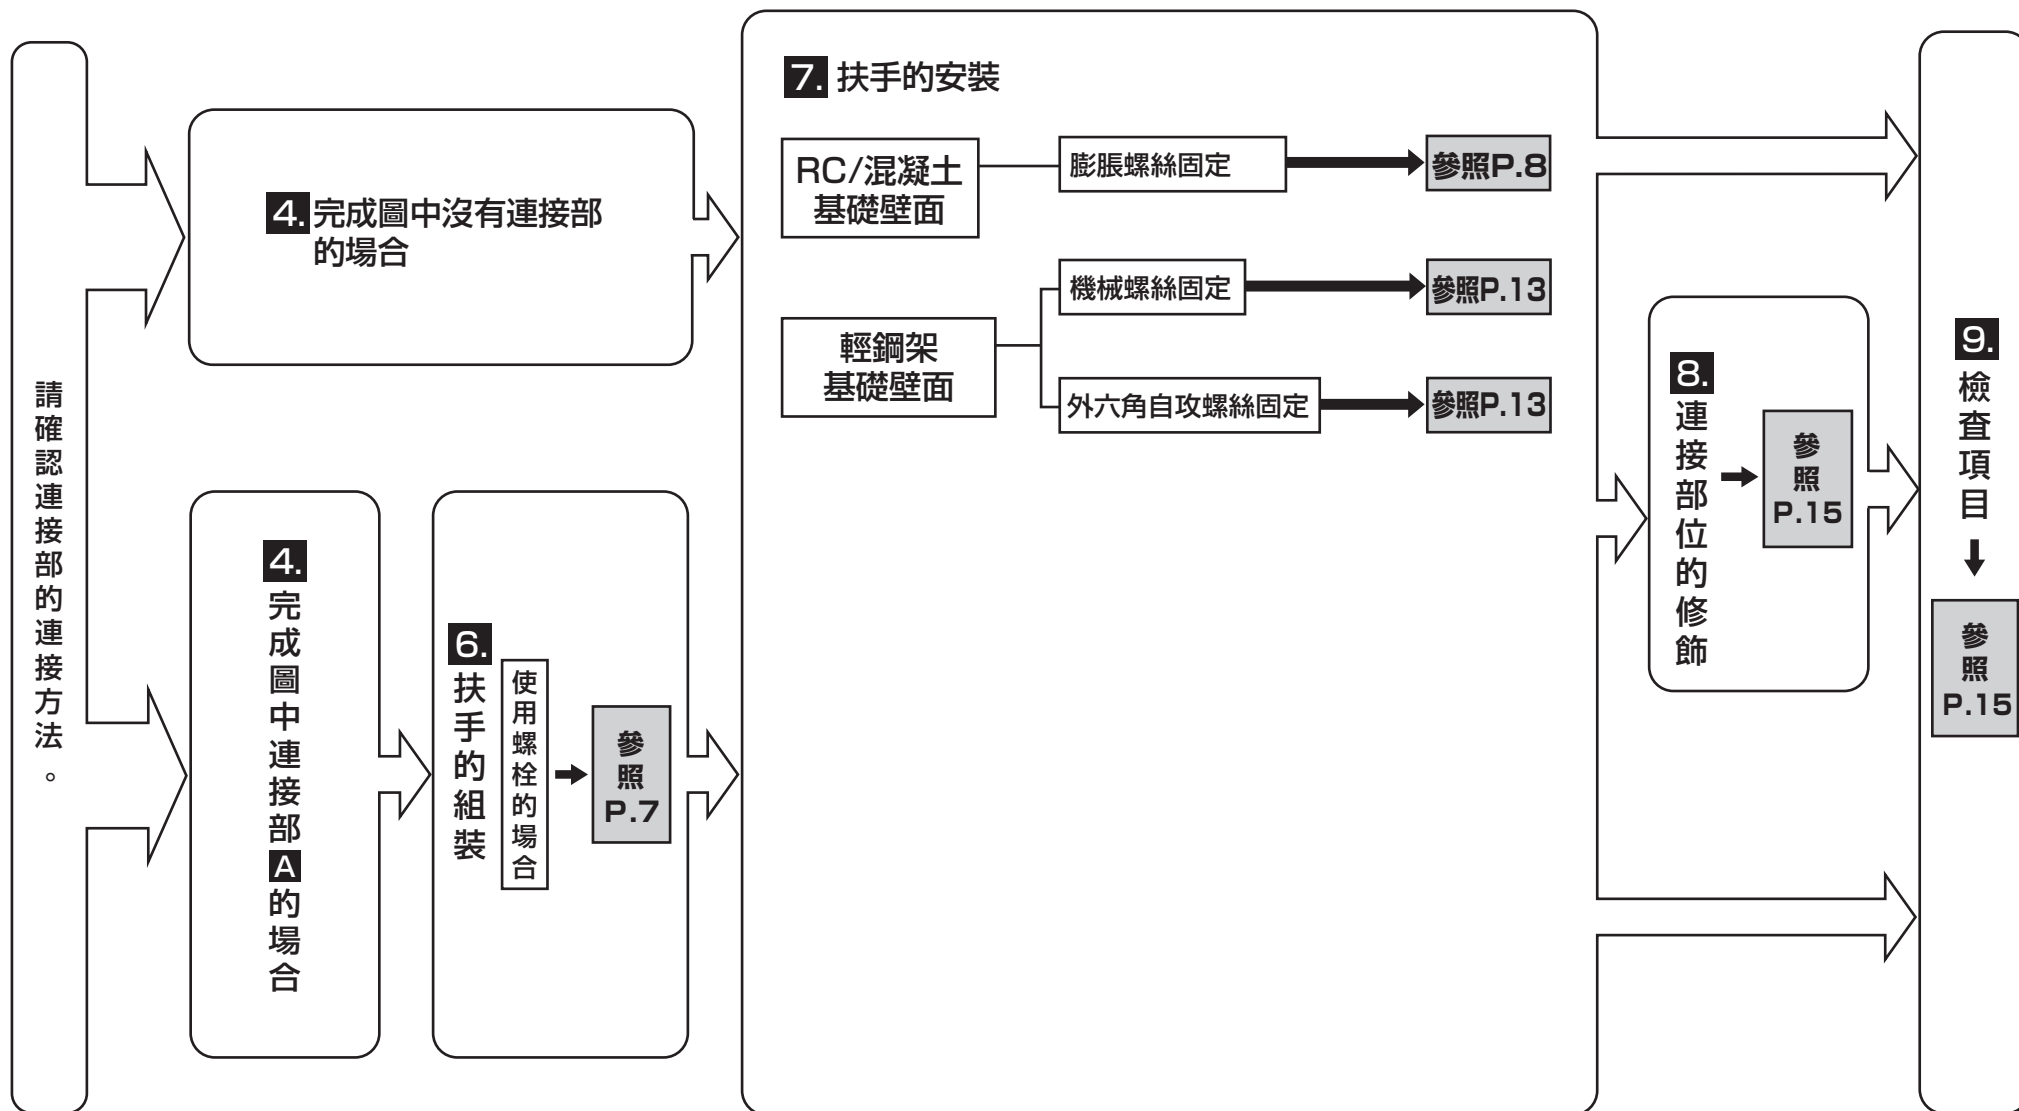 請確認連接部的連接方法。
4.完成圖中沒有連接部
的場合
4.完成圖中連接部A的場合
6.扶手的組裝
使用螺栓的場合
參照
P.7
7.扶手的安裝
RC/混凝土
基礎壁面
膨脹螺絲固定
參照P.8
輕鋼架
基礎壁面
機械螺絲固定
參照P.13
外六角自攻螺絲固定
參照P.13
8.連接部位的修飾
參照
P.15
9.檢查項目
參照
P.15